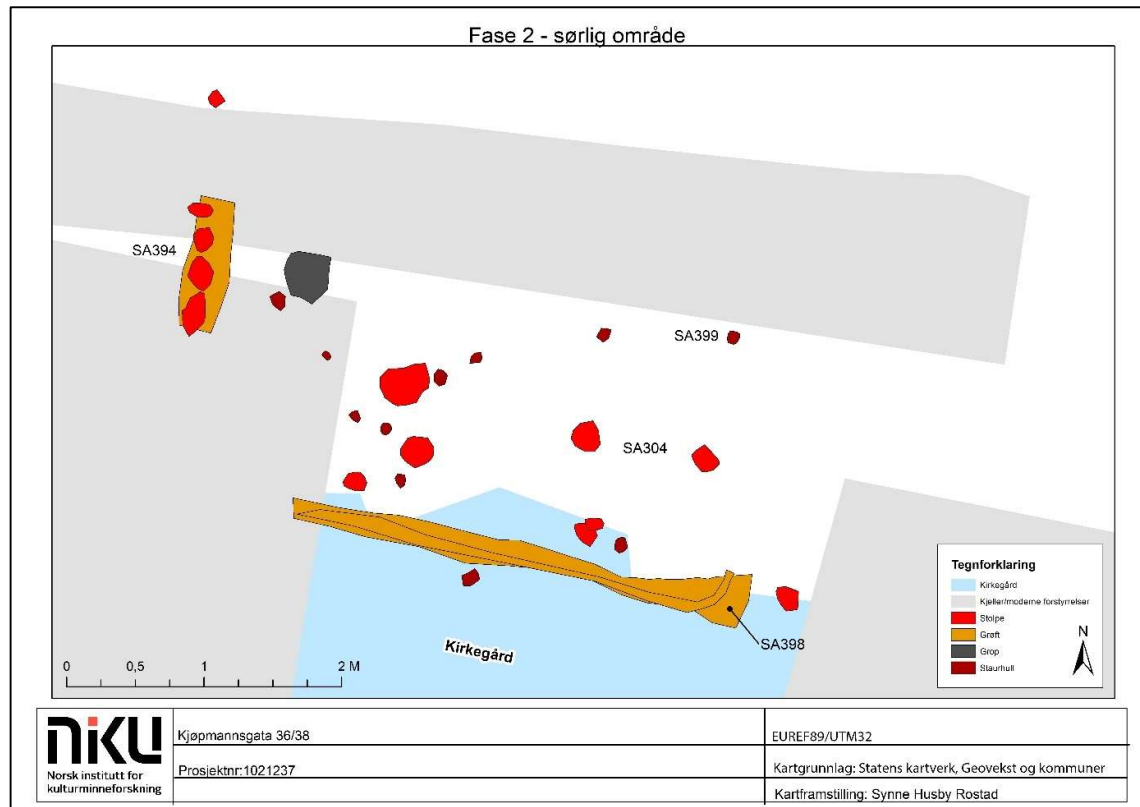 Fase 2 - sørlig område
SA394
SA399
SA304
SA398
Kirkegård
0 0,5 1 2 M
Tegnforklaring
Kirkegård
Kjeller/moderne forstyrrelser
Stolpe
Grøft
Grop
Staurhull
N
niKU
Norsk institutt for
kulturminneforskning
Kjøpmannsgata 36/38
Prosjektnr:1021237
EUREF89/UTM32
Kartgrunnlag: Statens kartverk, Geovekst og kommuner
Kartframstilling: Synne Husby Rostad